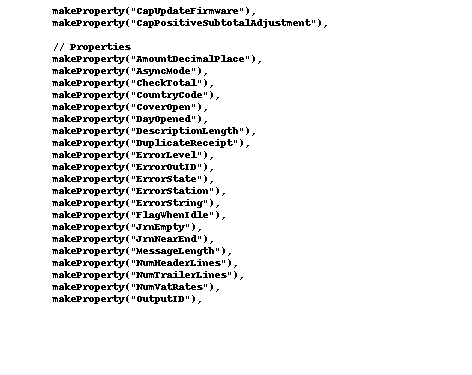 makeProperty("CapUpdateFirmware"),
makeProperty("CapPositiveSubtotalAdjustment"),

// Properties
makeProperty("AmountDecimalPlace"),
makeProperty("AsyncMode"),
makeProperty("CheckTotal"),
makeProperty("CountryCode"),
makeProperty("CoverOpen"),
makeProperty("DayOpened"),
makeProperty("DescriptionLength"),
makeProperty("DuplicateReceipt"),
makeProperty("ErrorLevel"),
makeProperty("ErrorOutID"),
makeProperty("ErrorState"),
makeProperty("ErrorStation"),
makeProperty("ErrorString"),
makeProperty("FlagWhenIdle"),
makeProperty("JrnEmpty"),
makeProperty("JrnNearEnd"),
makeProperty("MessageLength"),
makeProperty("NumHeaderLines"),
makeProperty("NumTrailerLines"),
makeProperty("NumVatRates"),
makeProperty("OutputID"),